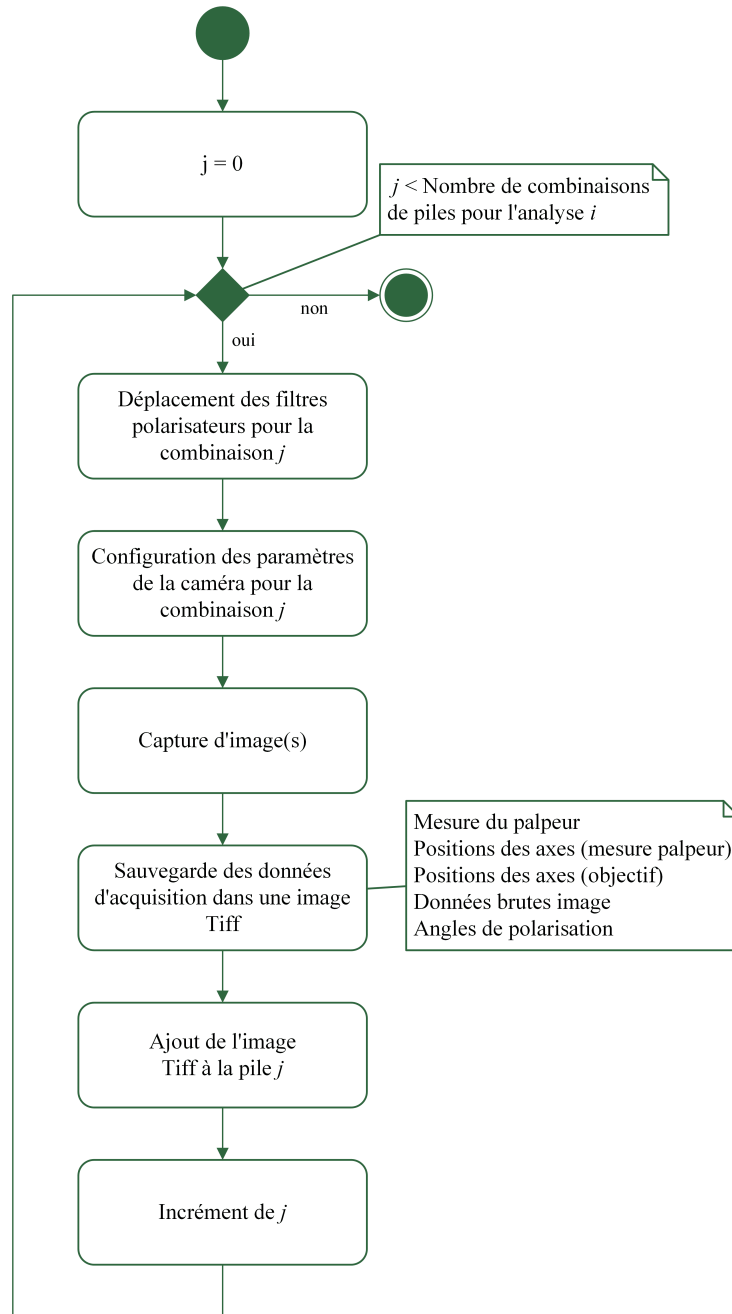 j = 0
j < Nombre de combinaisons
de piles pour l'analyse i
non
oui
Déplacement des filtres
polarisateurs pour la
combinaison j
Configuration des paramètres
de la caméra pour la
combinaison j
Capture d'image(s)
Sauvegarde des données
d'acquisition dans une image
Tiff
Mesure du palpeur
Positions des axes (mesure palpeur)
Positions des axes (objectif)
Données brutes image
Angles de polarisation
Ajout de l'image
Tiff à la pile j
Incrément de j